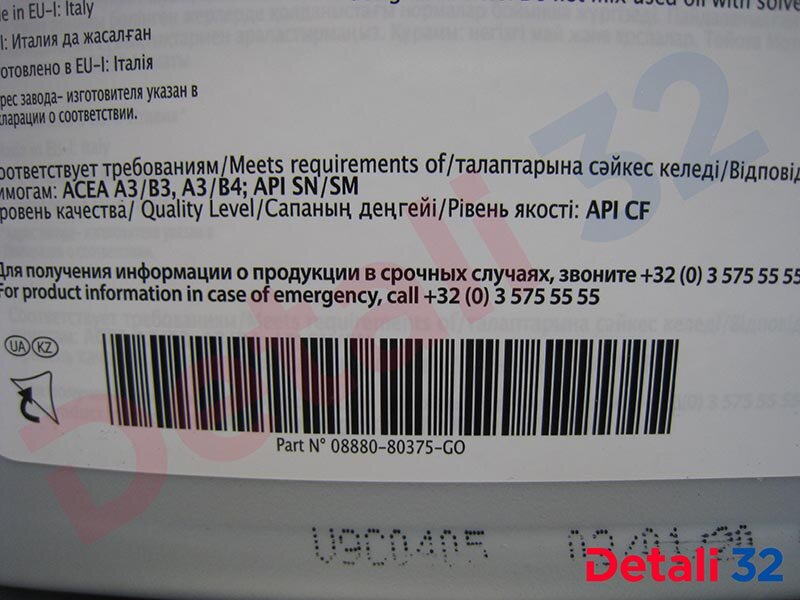 de in EU–I: Italy
I: Италия да жасалған
отовлено в EU–I: Італія
рес завода- изготовителя указан в
кларации о соответствии.
оответствует требованиям/Meets requirements of/талаптарына сәйкес келеді/Відповід
имогам: ACEA A3/B3, A3/B4; API SN/SM
ровень качества/ Quality Level/Сапаның деңгейі/Рівень якості: API CF
Для получения информации о продукции в срочных случаях, звоните +32 (0) 3 575 55 55
For product information in case of emergency, call +32 (0) 3 575 55 55
UA KZ
Part N° 08880–80375–GO
U9C0405
Detali 32
Detali 32